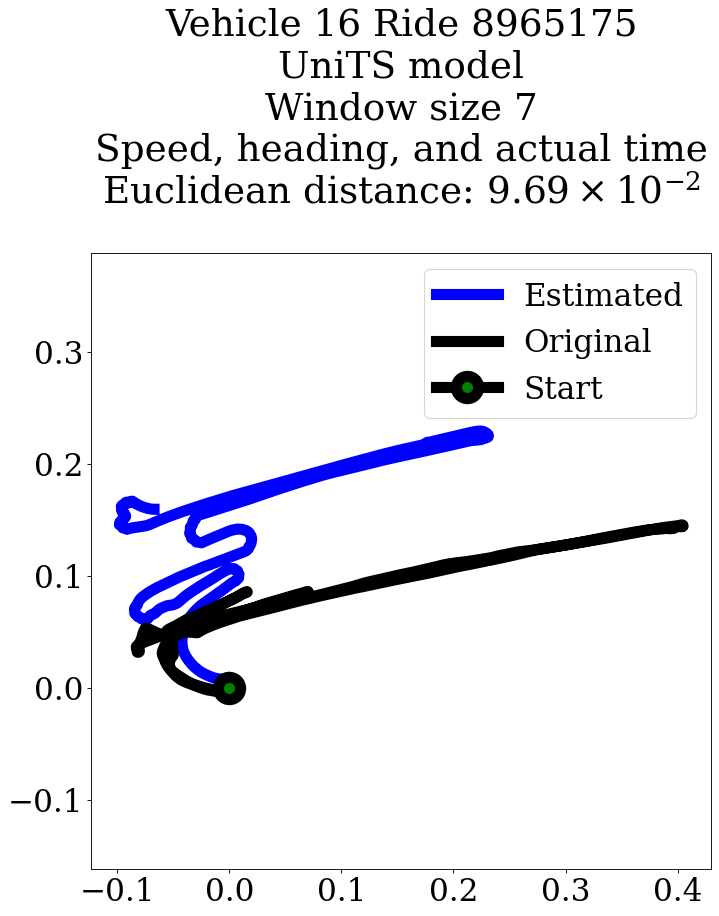 Vehicle 16 Ride 8965175
UniTS model
Window size 7
Speed, heading, and actual time
Euclidean distance: 9.69 × 10⁻²
Estimated
Original
Start
0.3
0.2
0.1
0.0
−0.1
−0.1 0.0 0.1 0.2 0.3 0.4